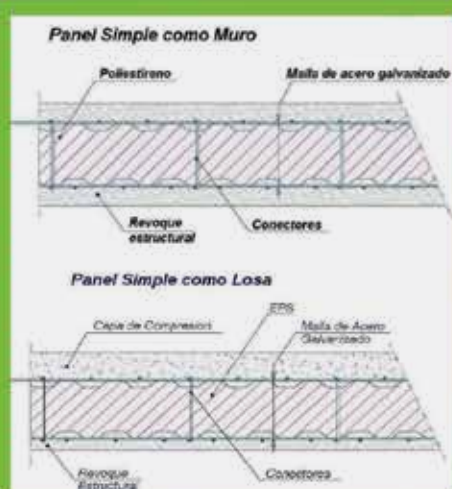 Panel Simple como Muro
Poliestireno
Malla de acero galvanizado
Revoque
estructural
Conectores
Panel Simple como Losa
EPS
Capa de Compresion
Malla de Acero
Galvanizado
Revoque
Estructural
Conectores